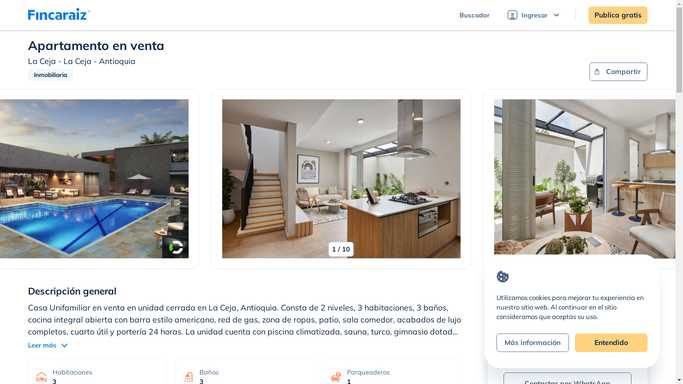 Fincaraiz
Buscador
Ingresar
Publica gratis
Apartamento en venta
La Ceja - La Ceja - Antioquia
Inmobiliaria
Compartir
1 / 10
Descripción general
Casa Unifamiliar en venta en unidad cerrada en La Ceja, Antioquia. Consta de 2 niveles, 3 habitaciones, 3 baños,
cocina integral abierta con barra estilo americano, red de gas, zona de ropas, patio, sala comedor, acabados de lujo
completos, cuarto útil y portería 24 horas. La unidad cuenta con piscina climatizada, sauna, turco, gimnasio dotad...
Leer más
Habitaciones
3
Baños
3
Parqueaderos
1
Utilizamos cookies para mejorar tu experiencia en
nuestro sitio web. Al continuar en el sitio
consideramos que aceptas su uso.
Más información
Entendido
Contactar por WhatsApp